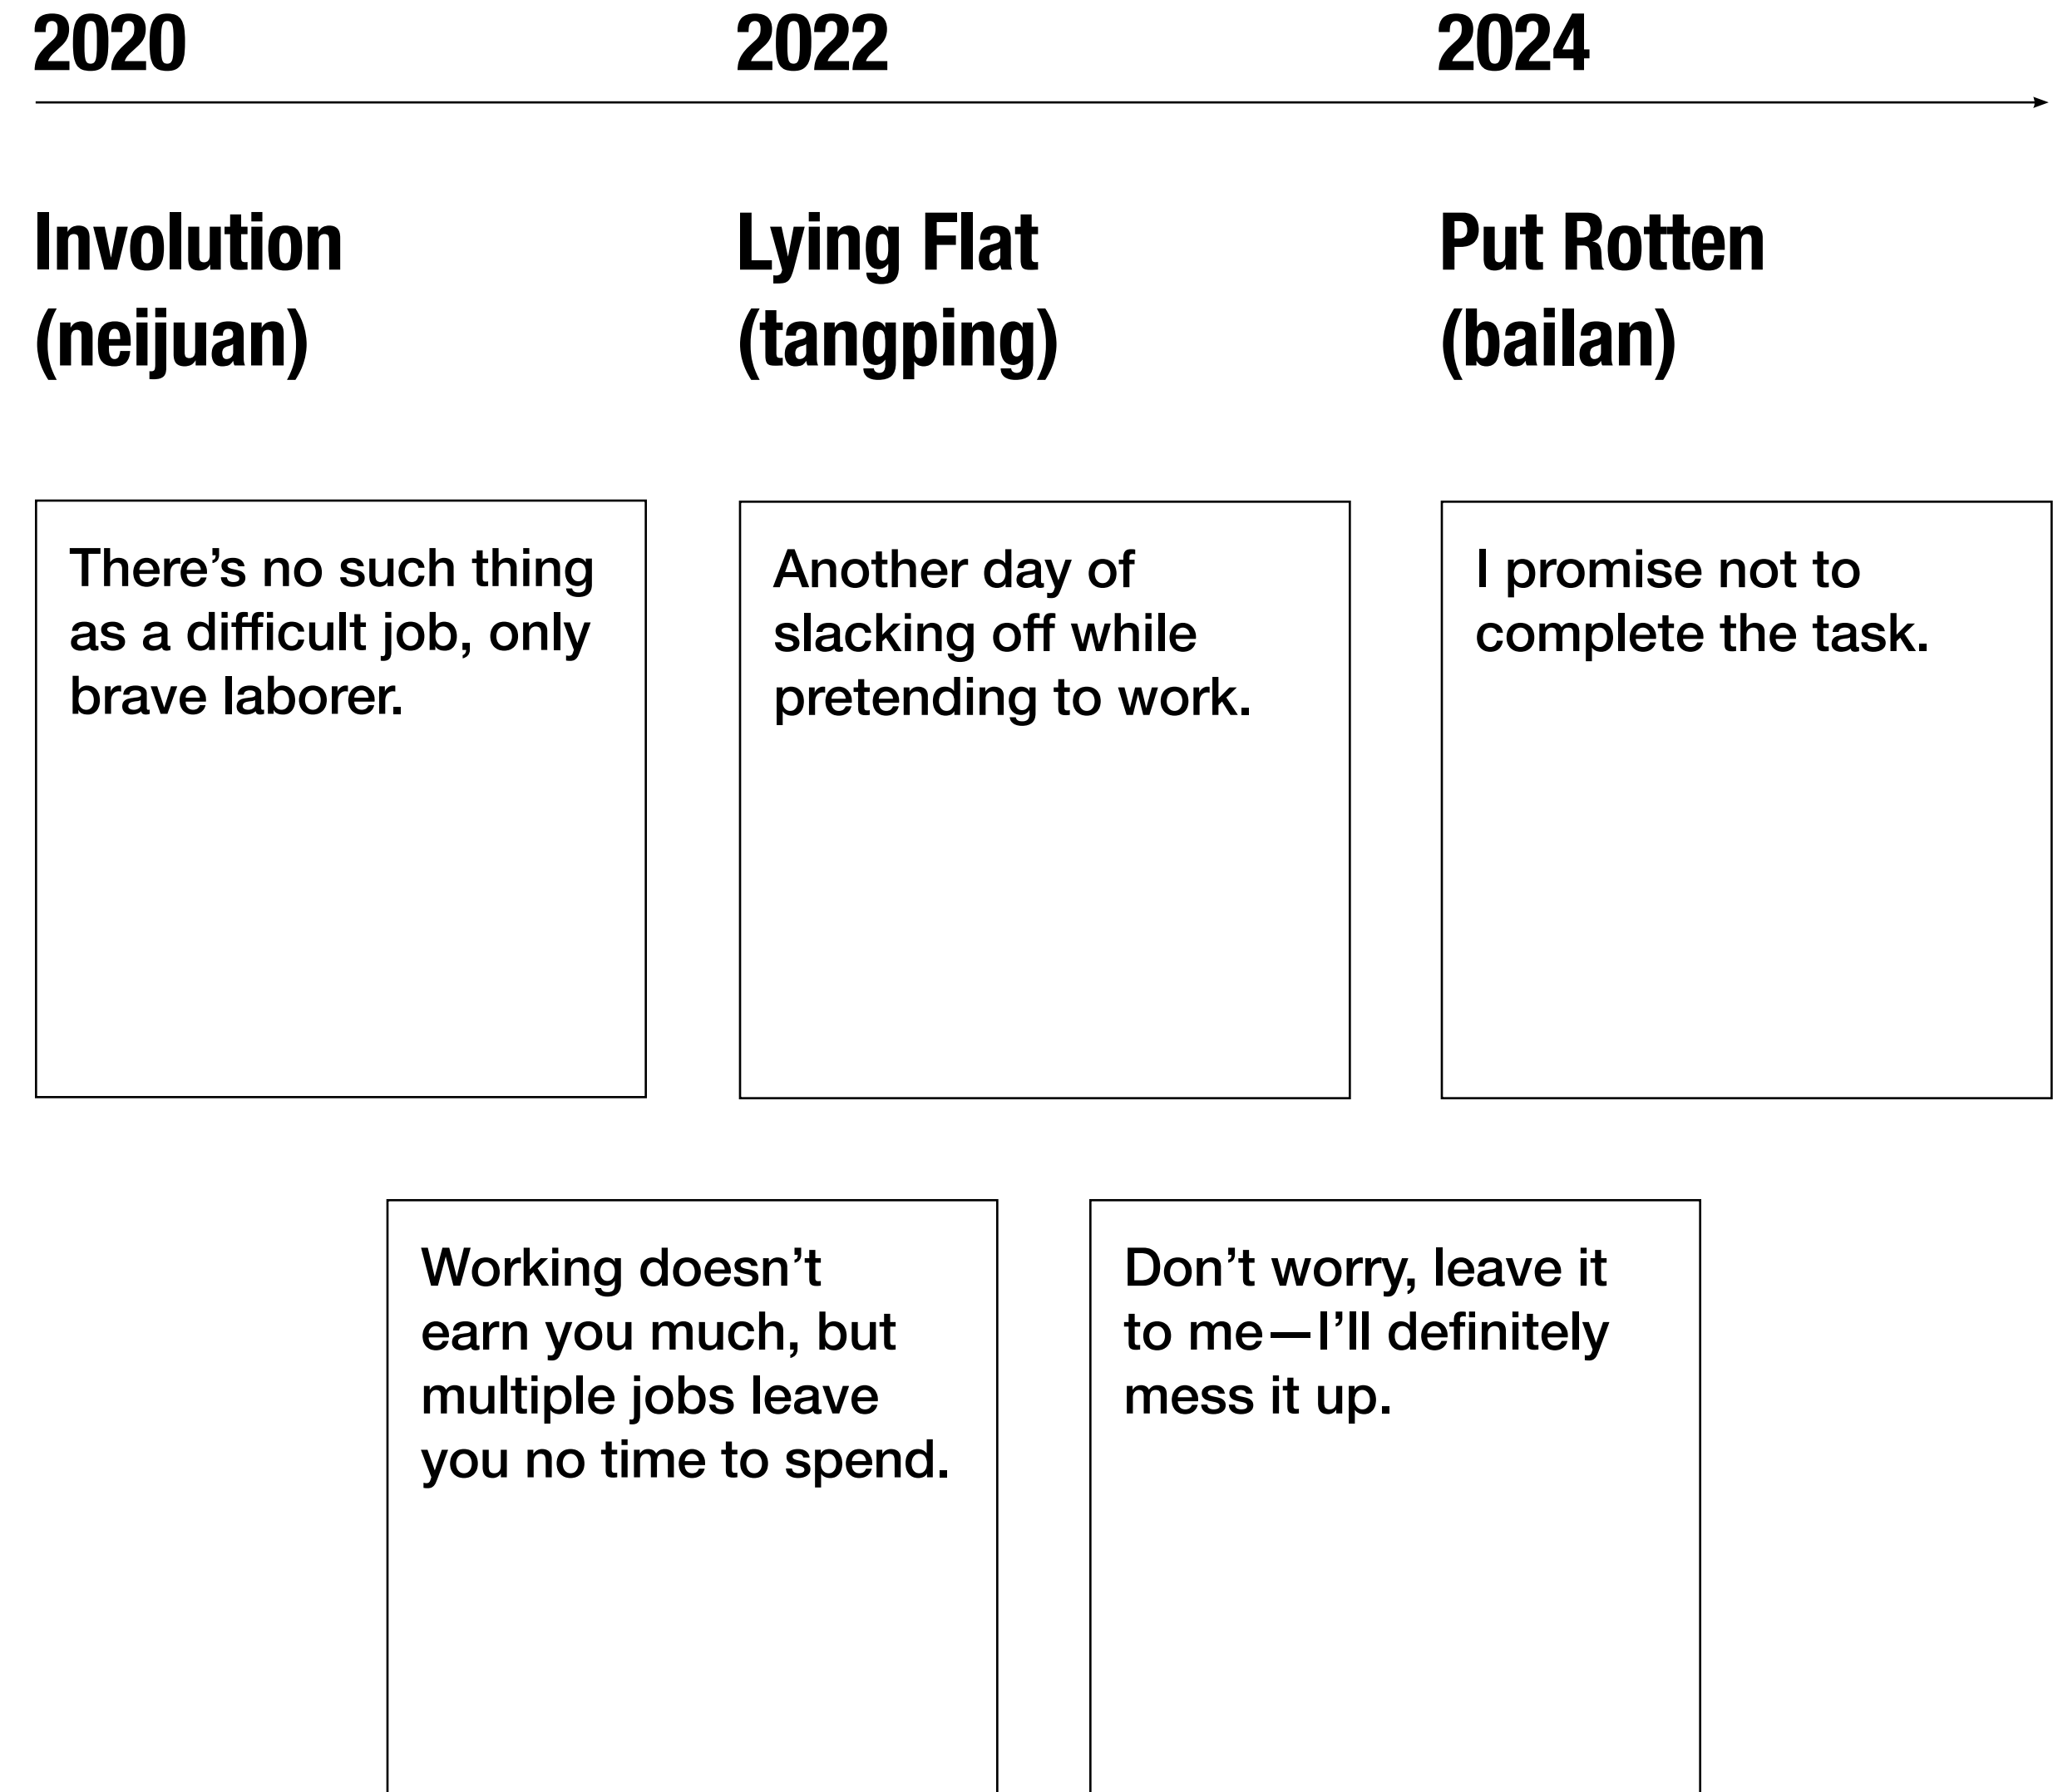 2020
2022
2024
Involution
(neijuan)
Lying Flat
(tangping)
Put Rotten
(bailan)
There’s no such thing
as a difficult job, only
brave labor.
Another day of
slacking off while
pretending to work.
I promise not to
complete the task.
Working doesn’t
earn you much, but
multiple jobs leave
you no time to spend.
Don’t worry, leave it
to me—I’ll definitely
mess it up.